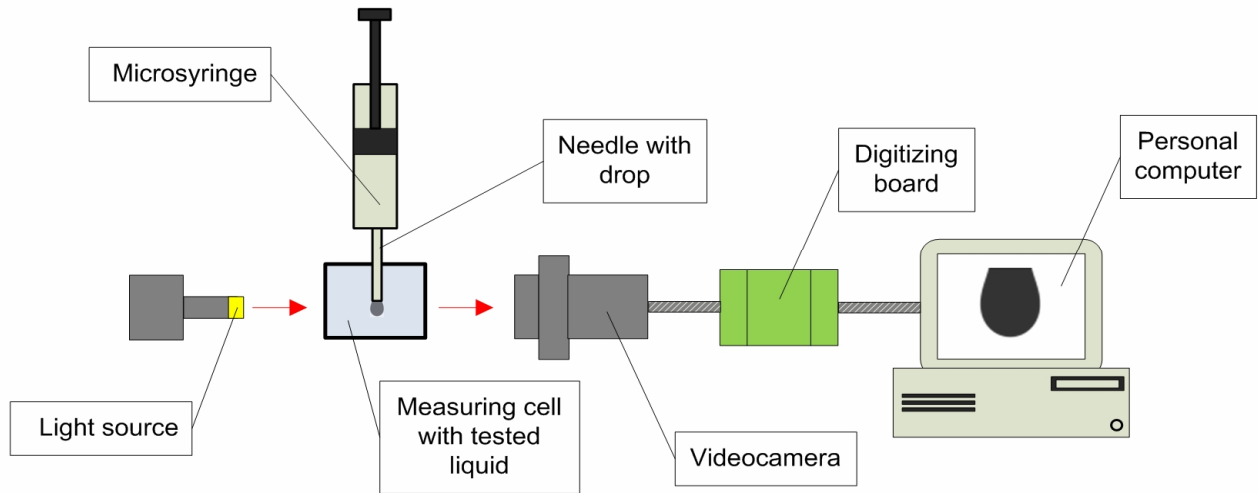 Microsyringe
Needle with
drop
Digitizing
board
Personal
computer
Light source
Measuring cell
with tested
liquid
Videocamera